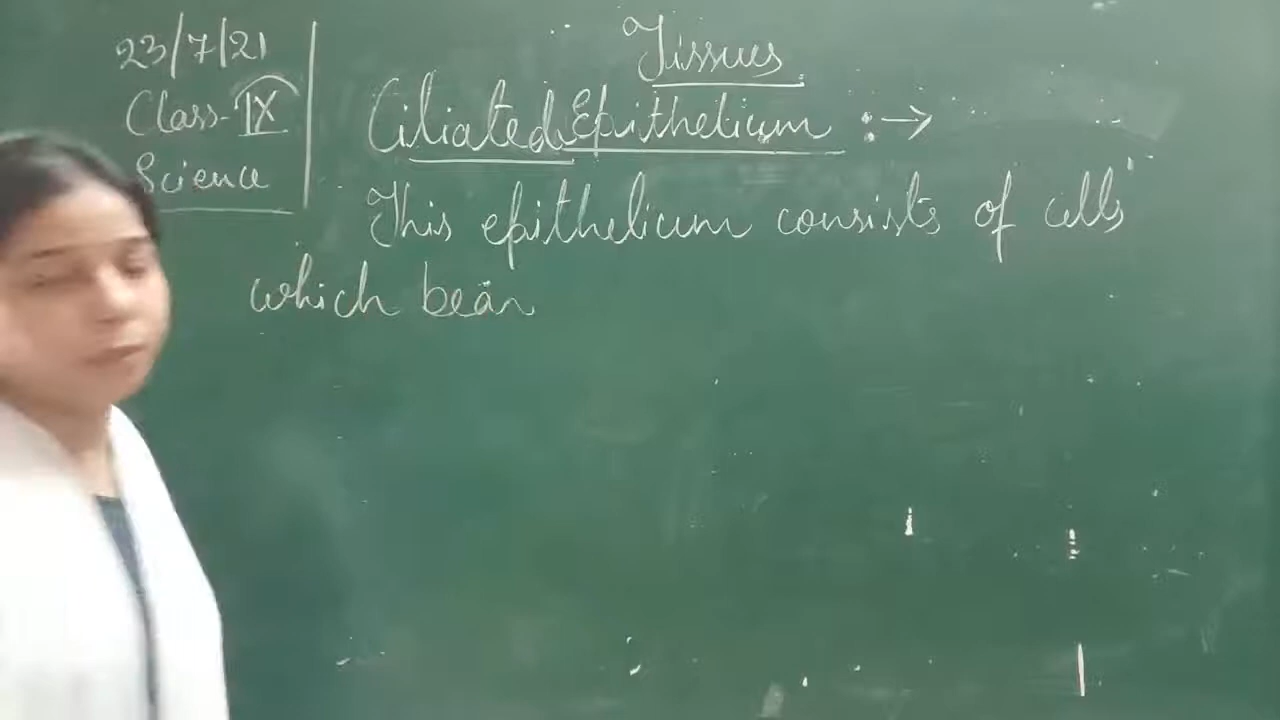 23/7/21
Class-IX
Science
Tissues
Ciliated Epithelium :->
This epithelium consists of cells
which bear